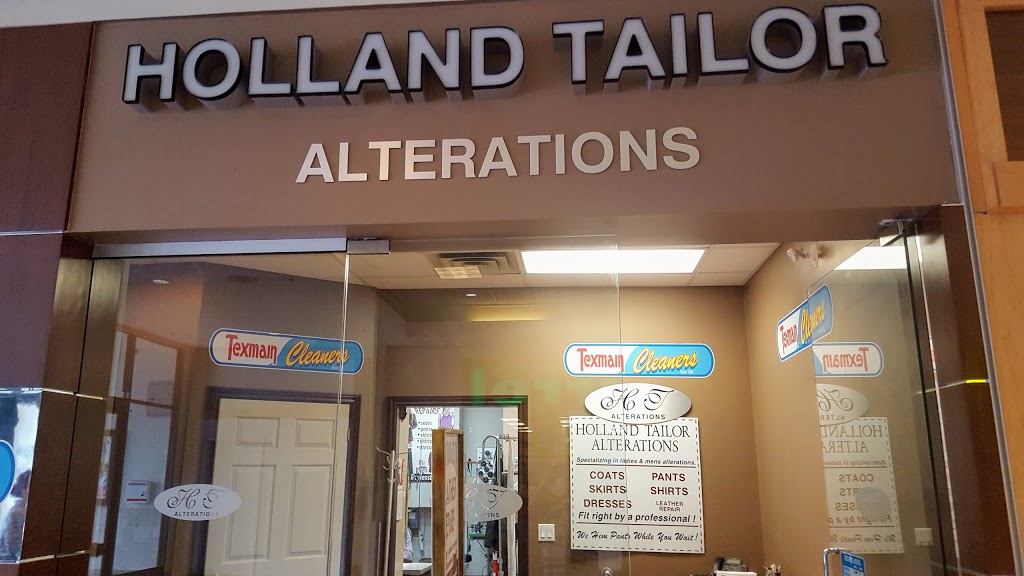 HOLLAND TAILOR
ALTERATIONS
Texmain Cleaners
Texmain Cleaners
Texmain Cleaners
Texmain
H T
ALTERATIONS
HOLLAND TAILOR
ALTERATIONS
Specializing in ladies & mens alterations.
COATS PANTS
SKIRTS SHIRTS
DRESSES LEATHER REPAIR
Fit right by a professional !
We Hem Pants While You Wait !
H T
ALTERATIONS